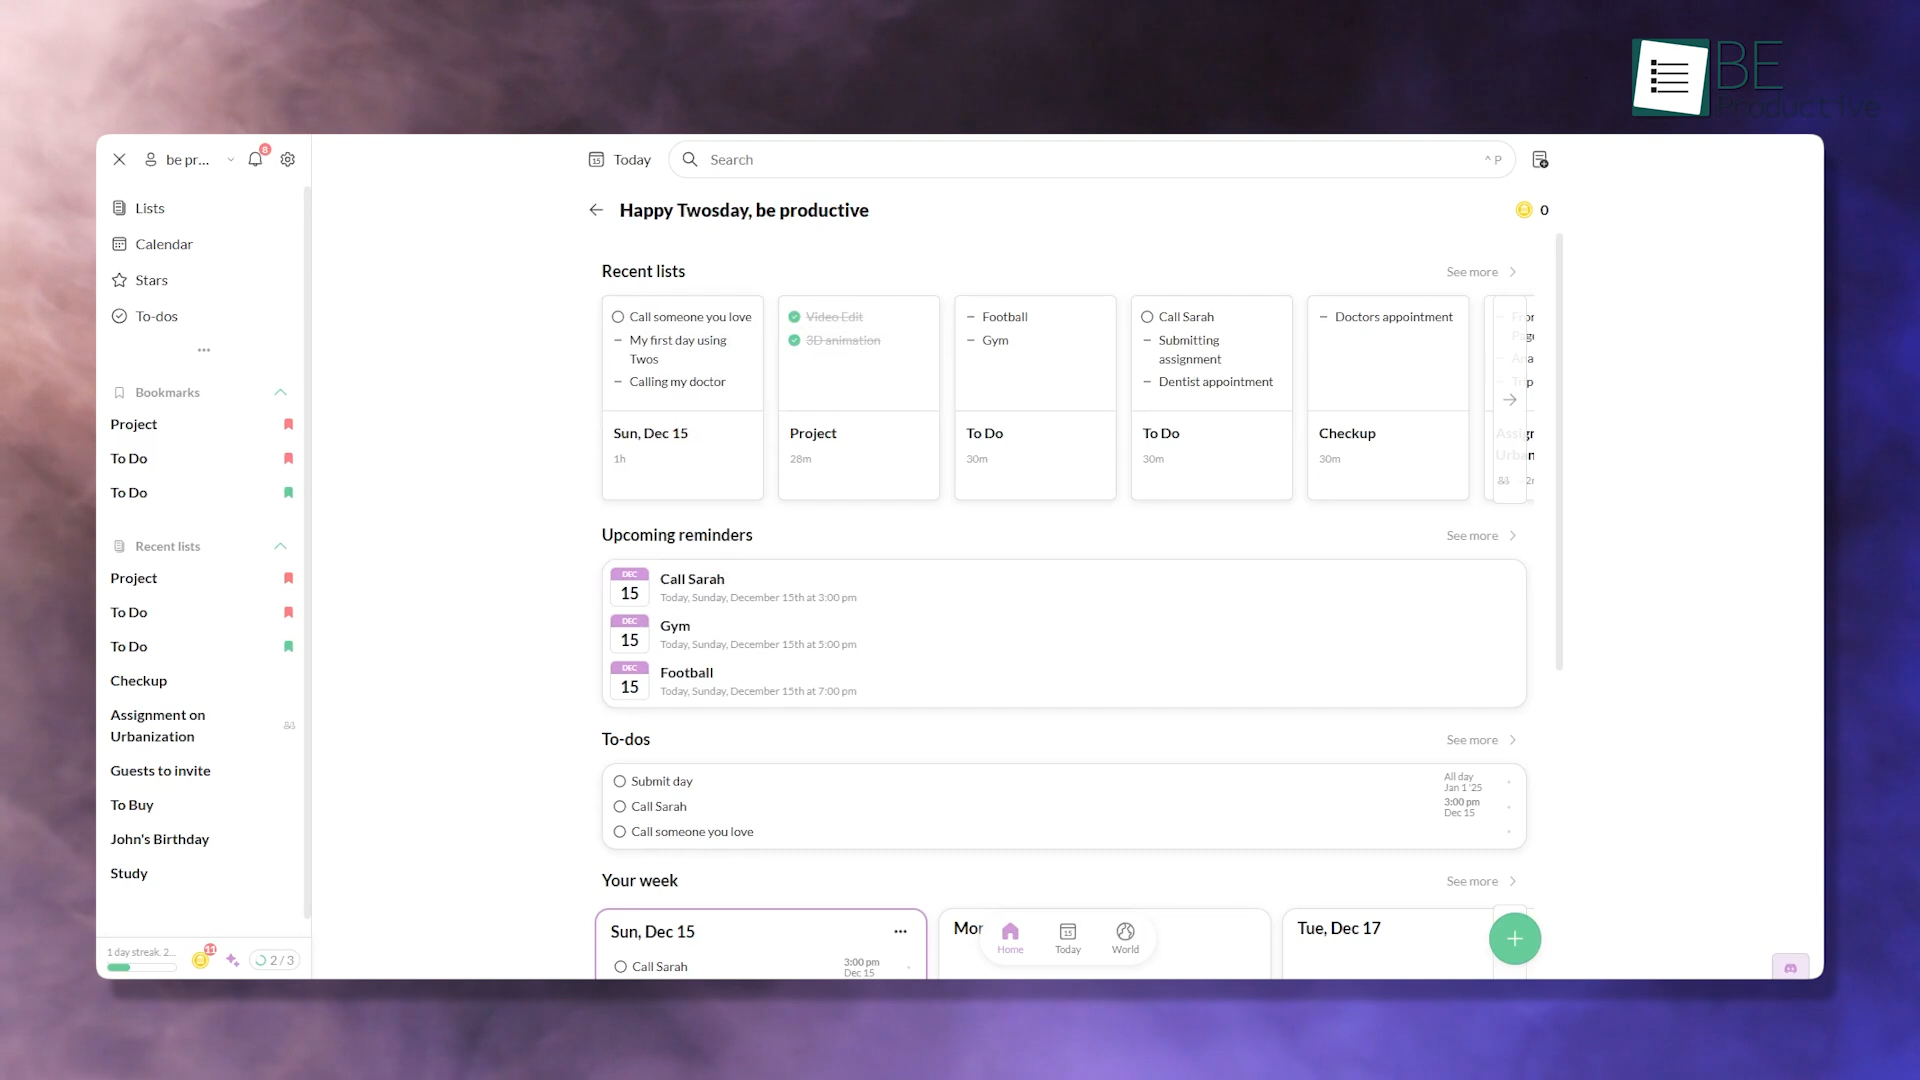 BE
Productive
be pr...
8
Today
Search
^ P
Lists
Calendar
Stars
To-dos
Happy Twosday, be productive
0
Bookmarks
Project
To Do
To Do
Recent lists
Project
To Do
To Do
Checkup
Assignment on
Urbanization
Guests to invite
To Buy
John's Birthday
Study
1 day streak. 2...
11
2 / 3
Recent lists
See more
Call someone you love
My first day using
Twos
Calling my doctor
Sun, Dec 15
1h
Video Edit
3D animation
Project
28m
Football
Gym
To Do
30m
Call Sarah
Submitting
assignment
Dentist appointment
To Do
30m
Doctors appointment
Checkup
30m
Upcoming reminders
See more
DEC
15
Call Sarah
Today, Sunday, December 15th at 3:00 pm
DEC
15
Gym
Today, Sunday, December 15th at 5:00 pm
DEC
15
Football
Today, Sunday, December 15th at 7:00 pm
To-dos
See more
Submit day
All day
Jan 1 '25
Call Sarah
3:00 pm
Dec 15
Call someone you love
Your week
See more
Sun, Dec 15
Call Sarah
3:00 pm
Dec 15
Mor
Tue, Dec 17
Home
15
Today
World